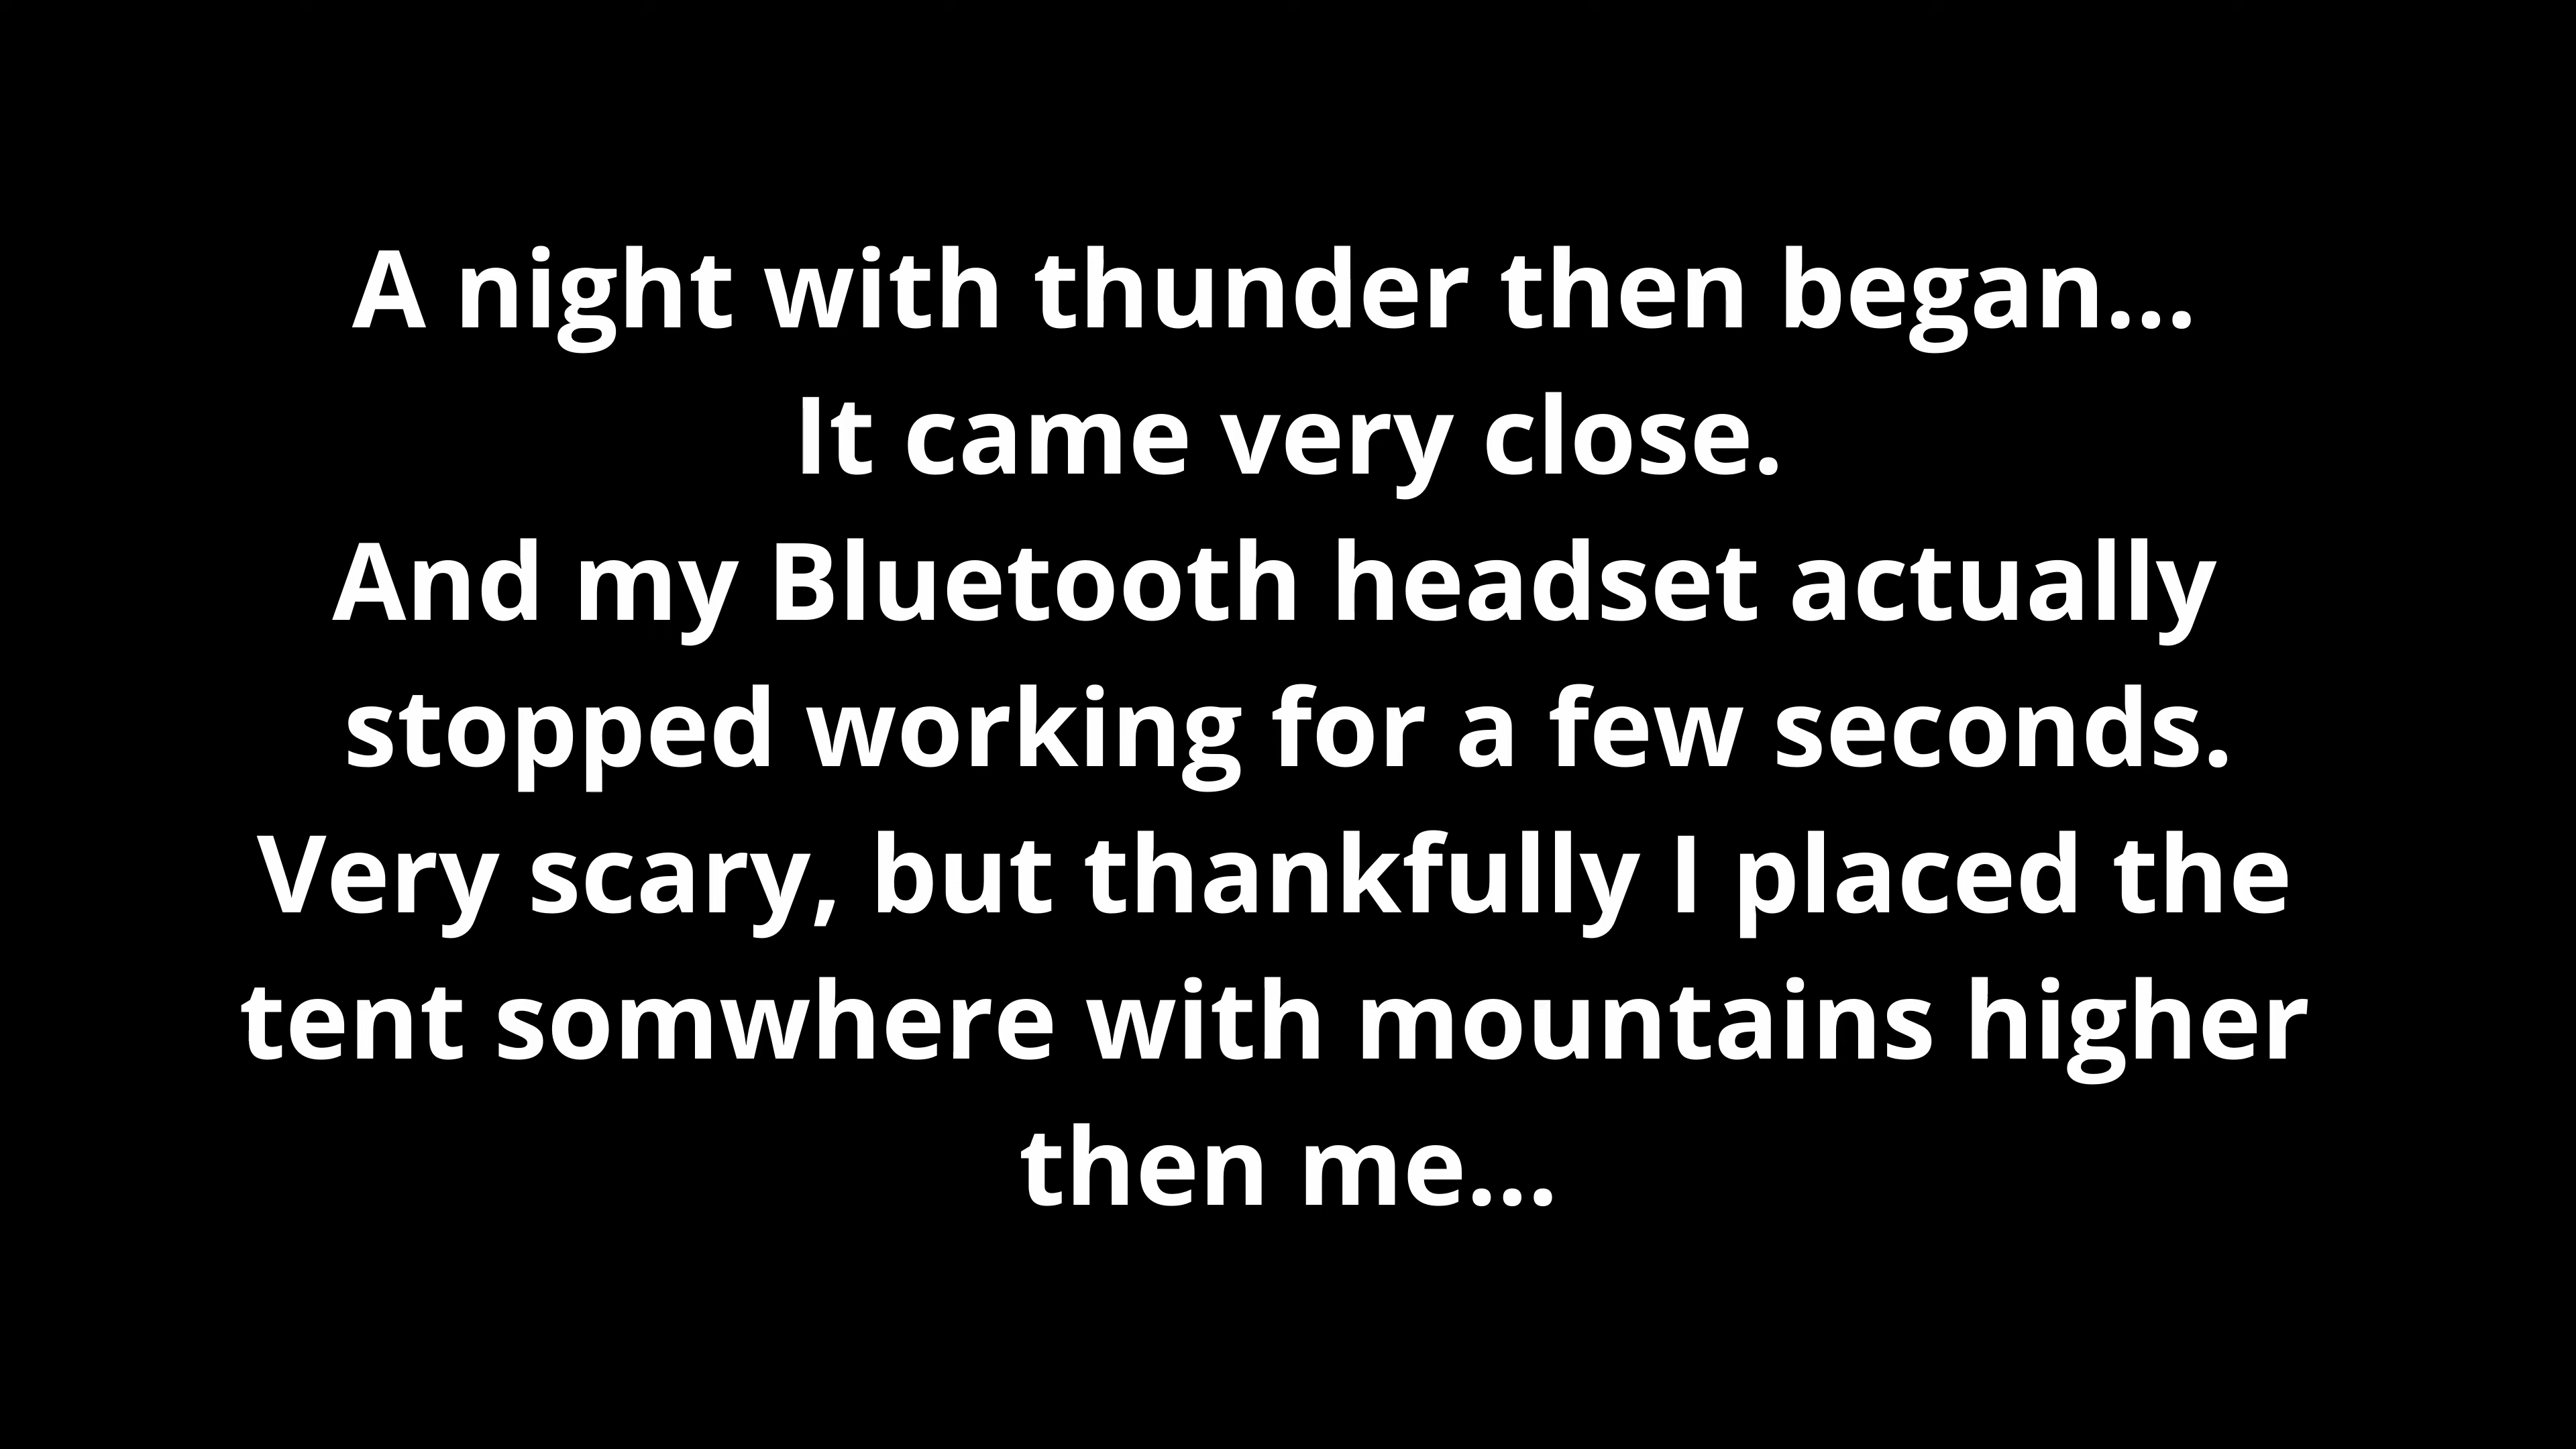 A night with thunder then began...
It came very close.
And my Bluetooth headset actually
stopped working for a few seconds.
Very scary, but thankfully I placed the
tent somwhere with mountains higher
then me...